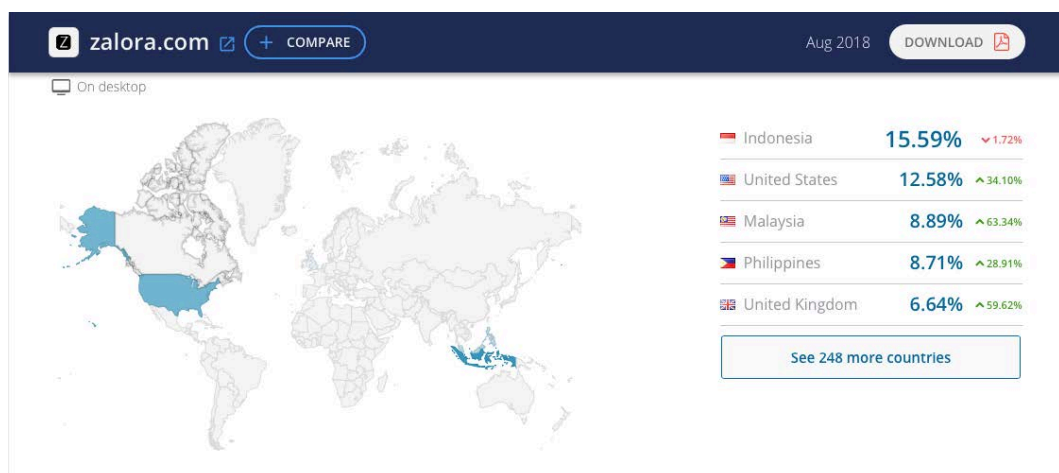 Z zalora.com + COMPARE Aug 2018 DOWNLOAD
On desktop
Indonesia 15.59% 1.72%
United States 12.58% 34.10%
Malaysia 8.89% 63.34%
Philippines 8.71% 28.91%
United Kingdom 6.64% 59.62%
See 248 more countries